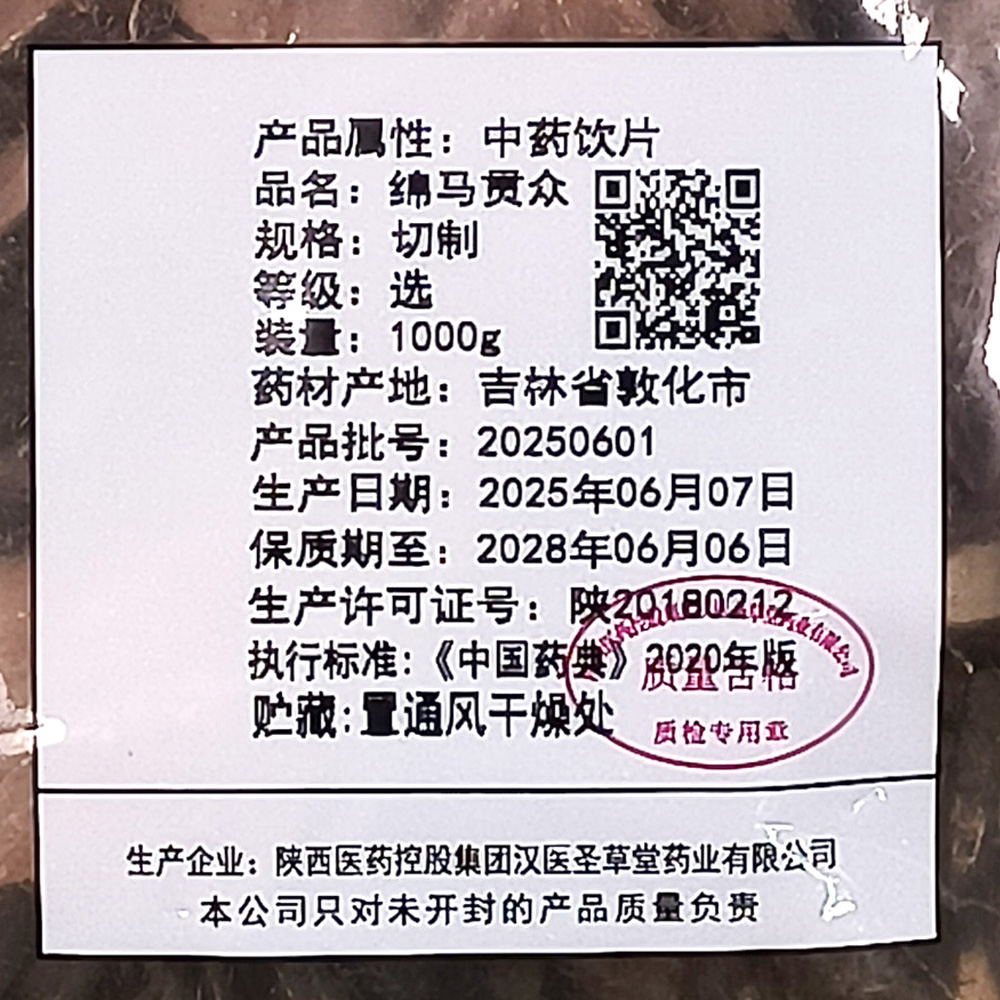 产品属性：中药饮片
品名：绵马贯众
规格：切制
等级：选
装量：1000g
药材产地：吉林省敦化市
产品批号：20250601
生产日期：2025年06月07日
保质期至：2028年06月06日
生产许可证号：陕20180212
执行标准：《中国药典》2020年版
贮藏：置通风干燥处
质量合格
质检专用章
生产企业：陕西医药控股集团汉医圣草堂药业有限公司
本公司只对未开封的产品质量负责